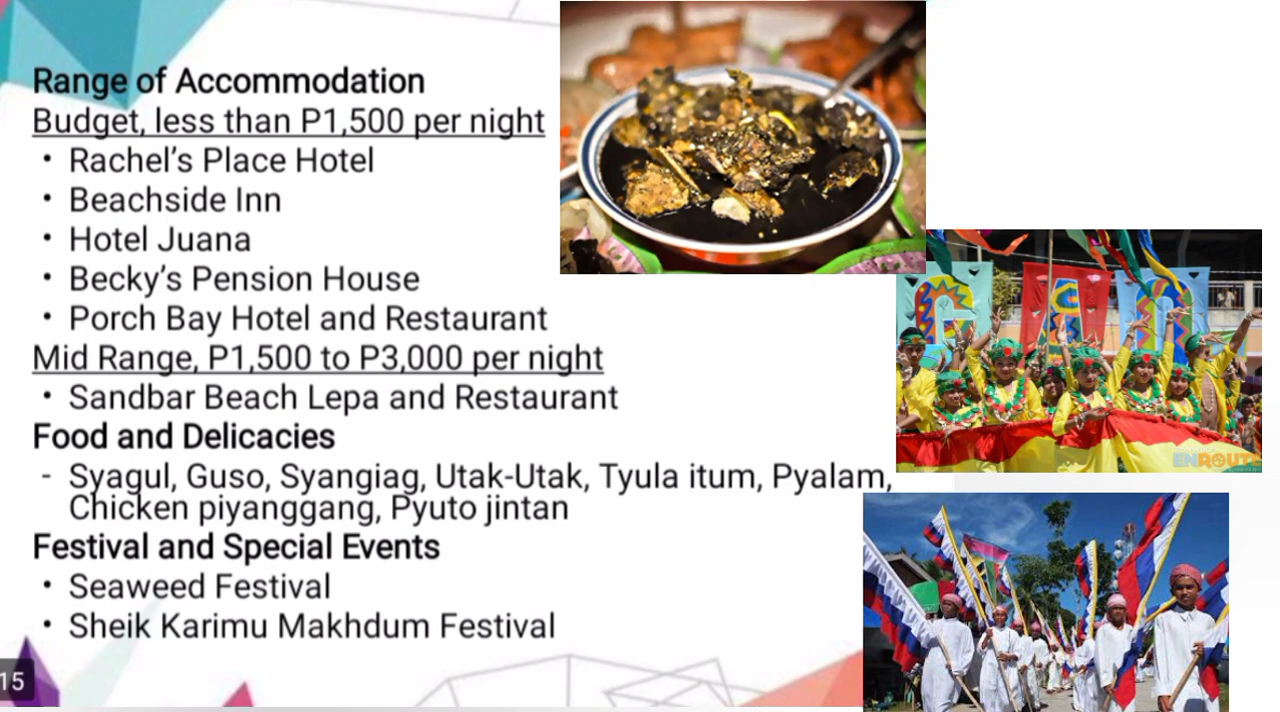 Range of Accommodation
Budget, less than P1,500 per night
• Rachel's Place Hotel
• Beachside Inn
• Hotel Juana
• Becky's Pension House
• Porch Bay Hotel and Restaurant
Mid Range, P1,500 to P3,000 per night
• Sandbar Beach Lepa and Restaurant
Food and Delicacies
- Syagul, Guso, Syangiag, Utak-Utak, Tyula itum, Pyalam,
Chicken piyanggang, Pyuto jintan
Festival and Special Events
• Seaweed Festival
• Sheik Karimu Makhdum Festival
15
ENROUTE